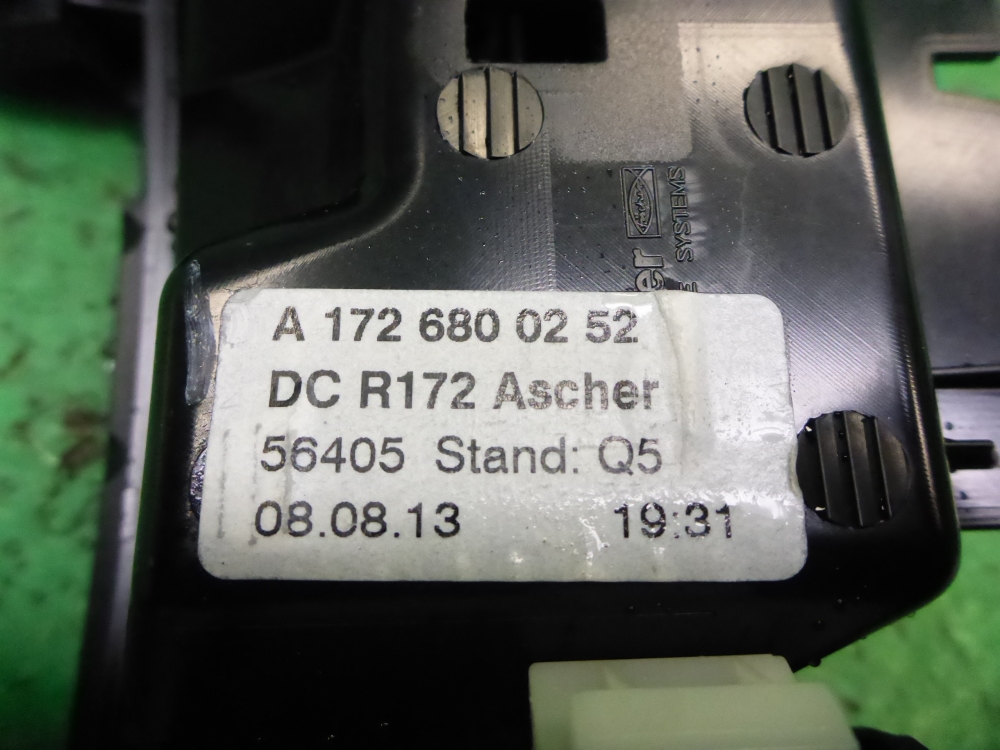 A 172 680 02 52
DC R172 Ascher
56405 Stand: Q5
08.08.13 19:31
SYSTEMS